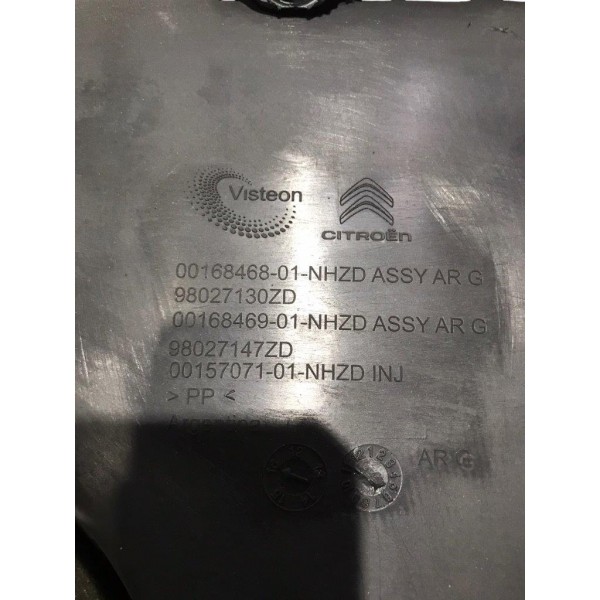 Visteon
CITROËN
00168468-01-NHZD ASSY AR G
98027130ZD
00168469-01-NHZD ASSY AR G
98027147ZD
00157071-01-NHZD INJ
> PP <
Argentina
AR G